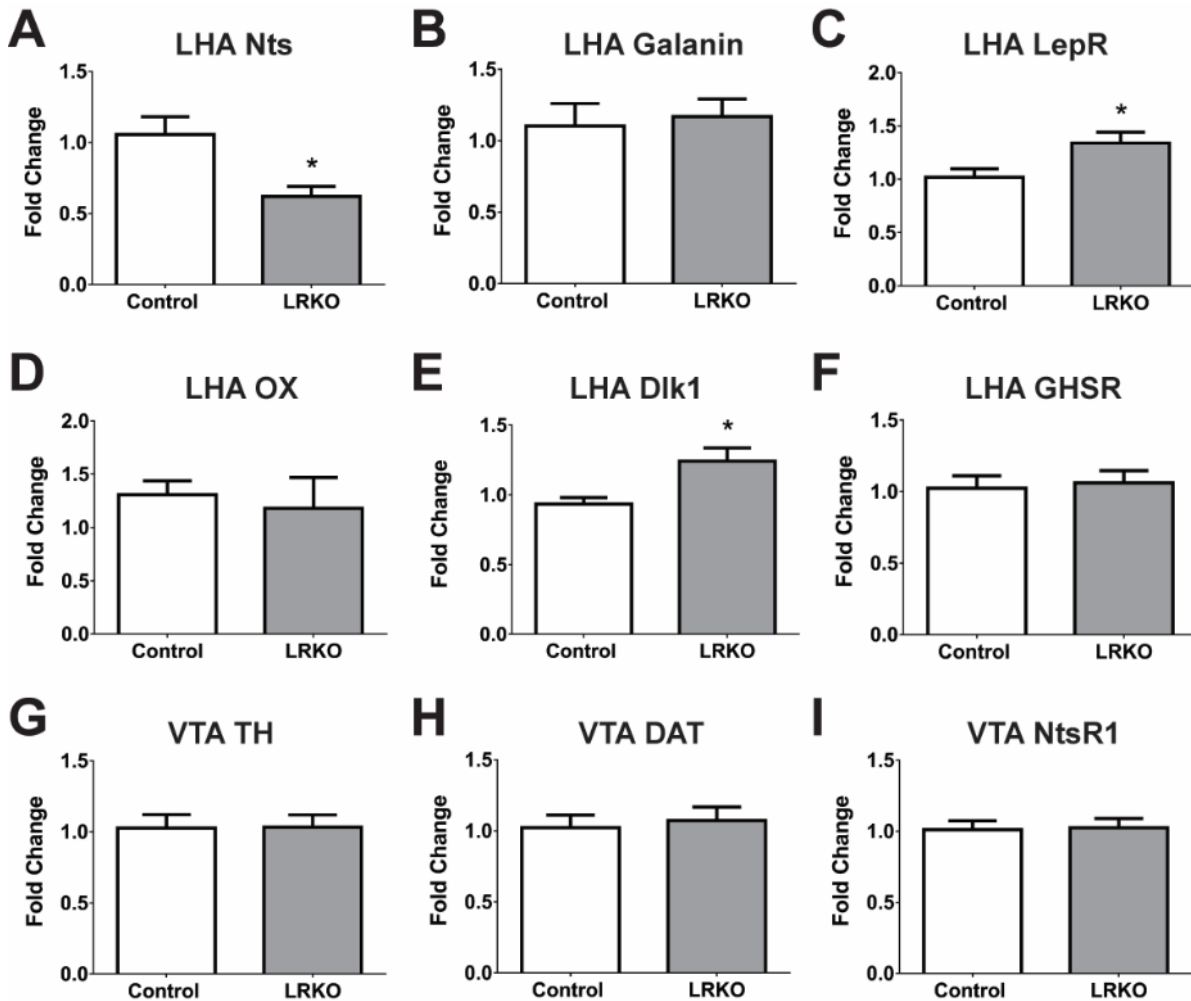 A
LHA Nts
Fold Change
1.5
1.0
0.5
0.0
*
Control
LRKO
B
LHA Galanin
Fold Change
1.5
1.0
0.5
0.0
Control
LRKO
C
LHA LepR
Fold Change
2.0
1.5
1.0
0.5
0.0
*
Control
LRKO
D
LHA OX
Fold Change
2.0
1.5
1.0
0.5
0.0
Control
LRKO
E
LHA Dlk1
Fold Change
1.5
1.0
0.5
0.0
*
Control
LRKO
F
LHA GHSR
Fold Change
1.5
1.0
0.5
0.0
Control
LRKO
G
VTA TH
Fold Change
1.5
1.0
0.5
0.0
Control
LRKO
H
VTA DAT
Fold Change
1.5
1.0
0.5
0.0
Control
LRKO
I
VTA NtsR1
Fold Change
1.5
1.0
0.5
0.0
Control
LRKO